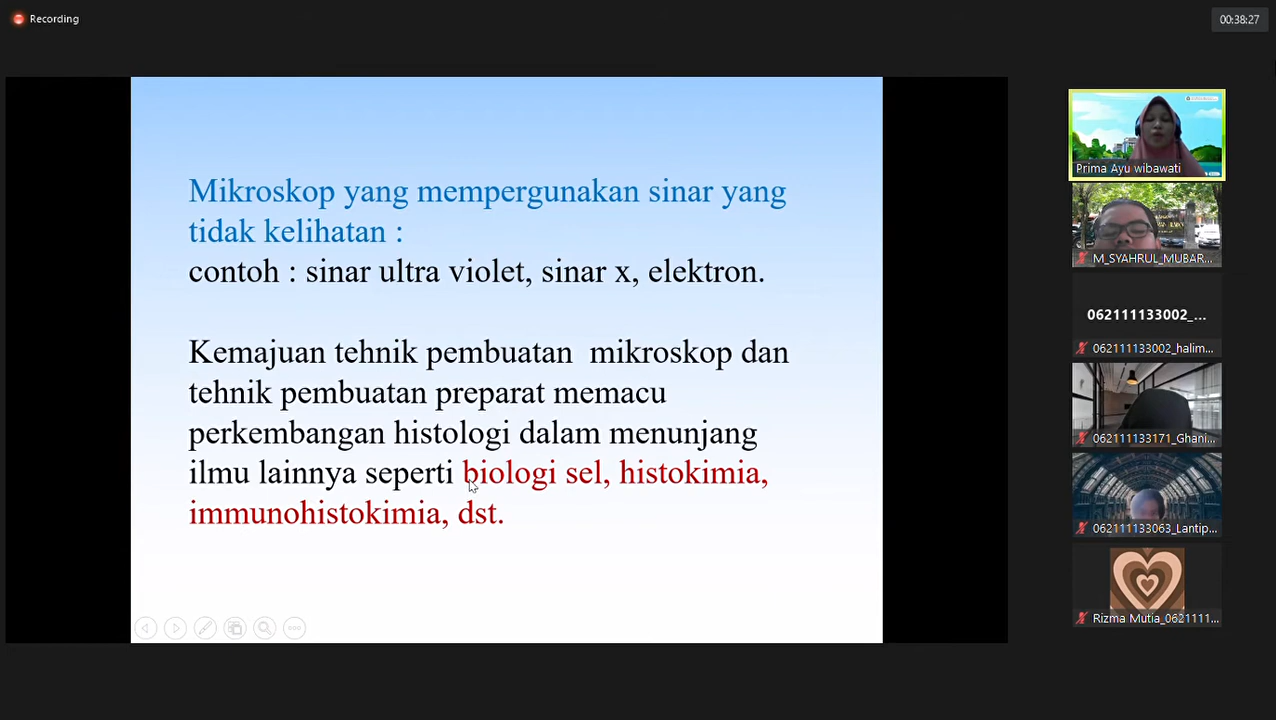 Recording
00:38:27
Mikroskop yang mempergunakan sinar yang
tidak kelihatan :
contoh : sinar ultra violet, sinar x, elektron.
Kemajuan tehnik pembuatan mikroskop dan
tehnik pembuatan preparat memacu
perkembangan histologi dalam menunjang
ilmu lainnya seperti biologi sel, histokimia,
immunohistokimia, dst.
Prima Ayu wibawati
M_SYAHRUL_MUBAR...
062111133002_...
062111133002_halim...
062111133171_Ghani...
062111133063_Lantip...
Rizma Mutia_0621111...